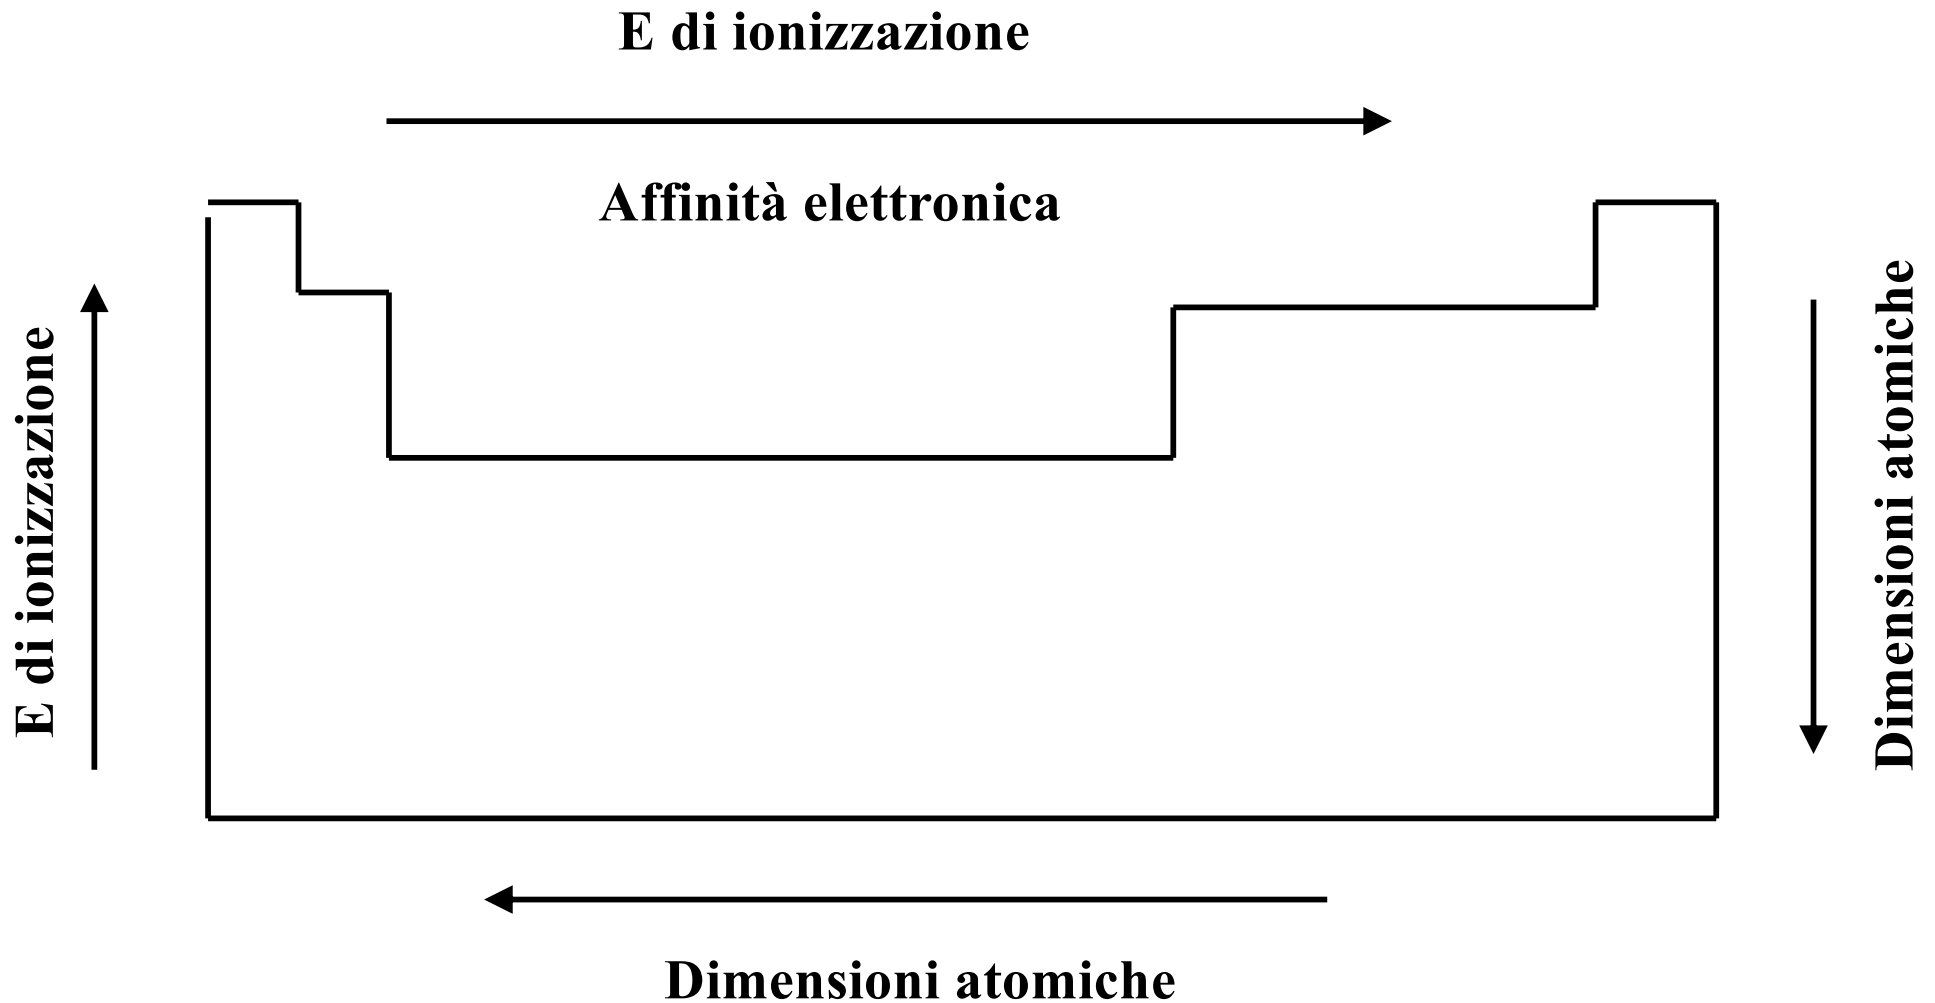 E di ionizzazione
Affinità elettronica
E di ionizzazione
Dimensioni atomiche
Dimensioni atomiche